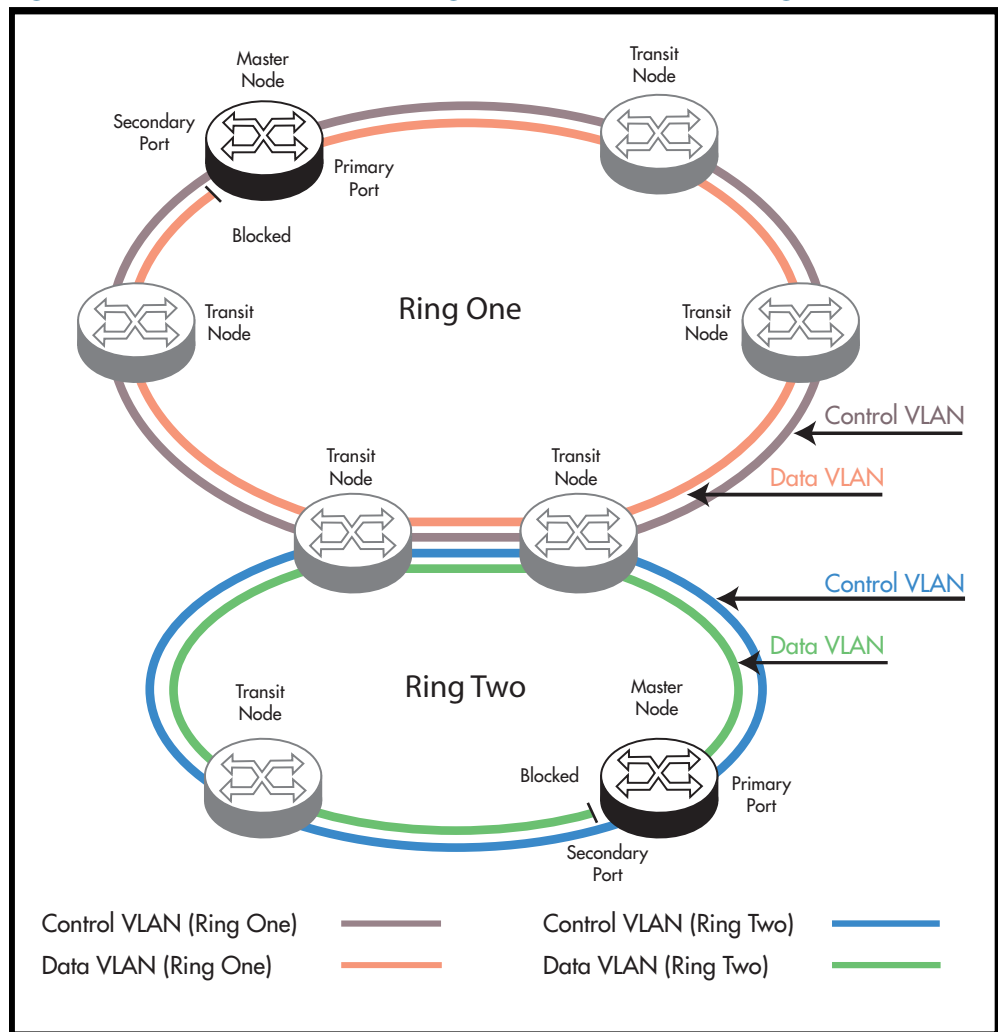 Master
Node
Transit
Node
Secondary
Port
Primary
Port
Blocked
Transit
Node
Ring One
Transit
Node
Control VLAN
Transit
Node
Transit
Node
Data VLAN
Control VLAN
Data VLAN
Ring Two
Transit
Node
Master
Node
Blocked
Primary
Port
Secondary
Port
Control VLAN (Ring One)
Control VLAN (Ring Two)
Data VLAN (Ring One)
Data VLAN (Ring Two)